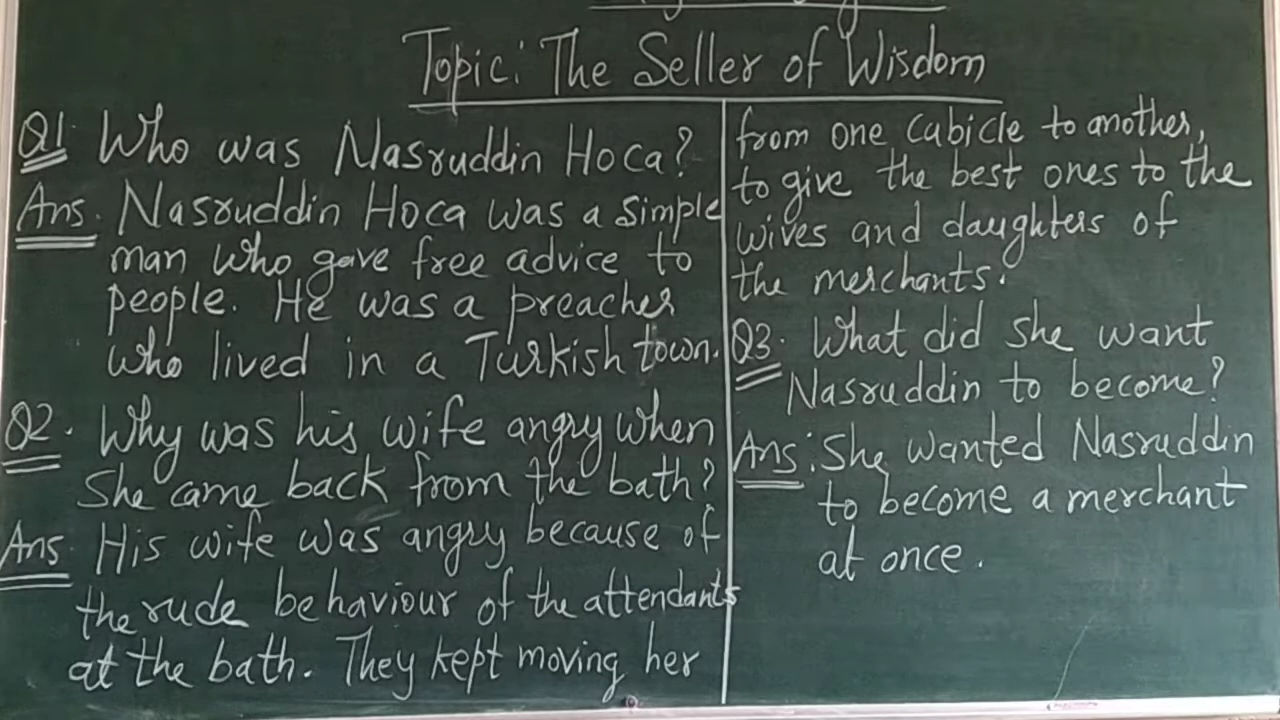 Topic: The Seller of Wisdom
Q1. Who was Nasruddin Hoca?
Ans. Nasruddin Hoca was a simple
man who gave free advice to
people. He was a preacher
who lived in a Turkish town.
Q2. Why was his wife angry when
She came back from the bath?
Ans. His wife was angry because of
the rude behaviour of the attendants
at the bath. They kept moving her
from one cubicle to another,
to give the best ones to the
wives and daughters of
the merchants.
Q3. What did she want
Nasruddin to become?
Ans: She wanted Nasruddin
to become a merchant
at once.